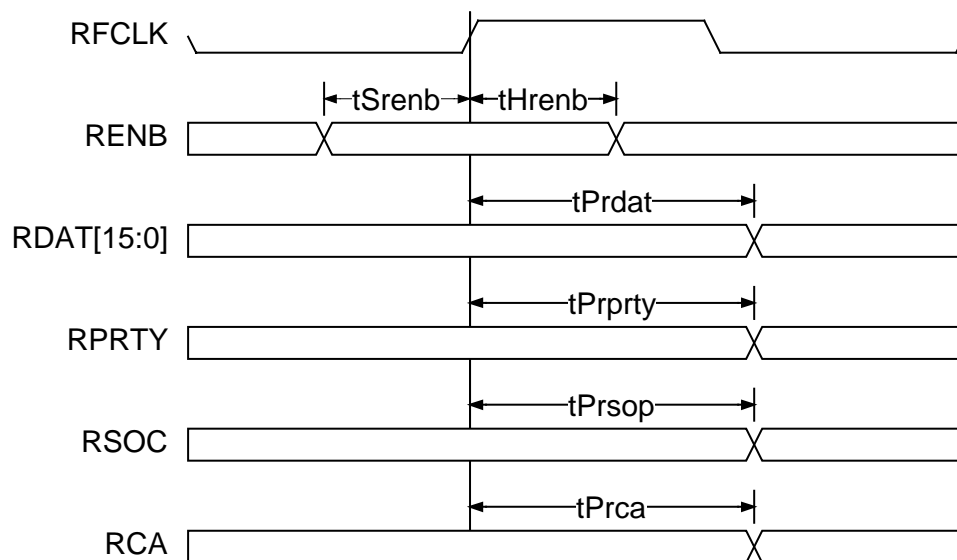 RFCLK
tSrenb tHrenb
RENB
tPrdat
RDAT[15:0]
tPrprty
RPRTY
tPrsop
RSOC
tPrca
RCA